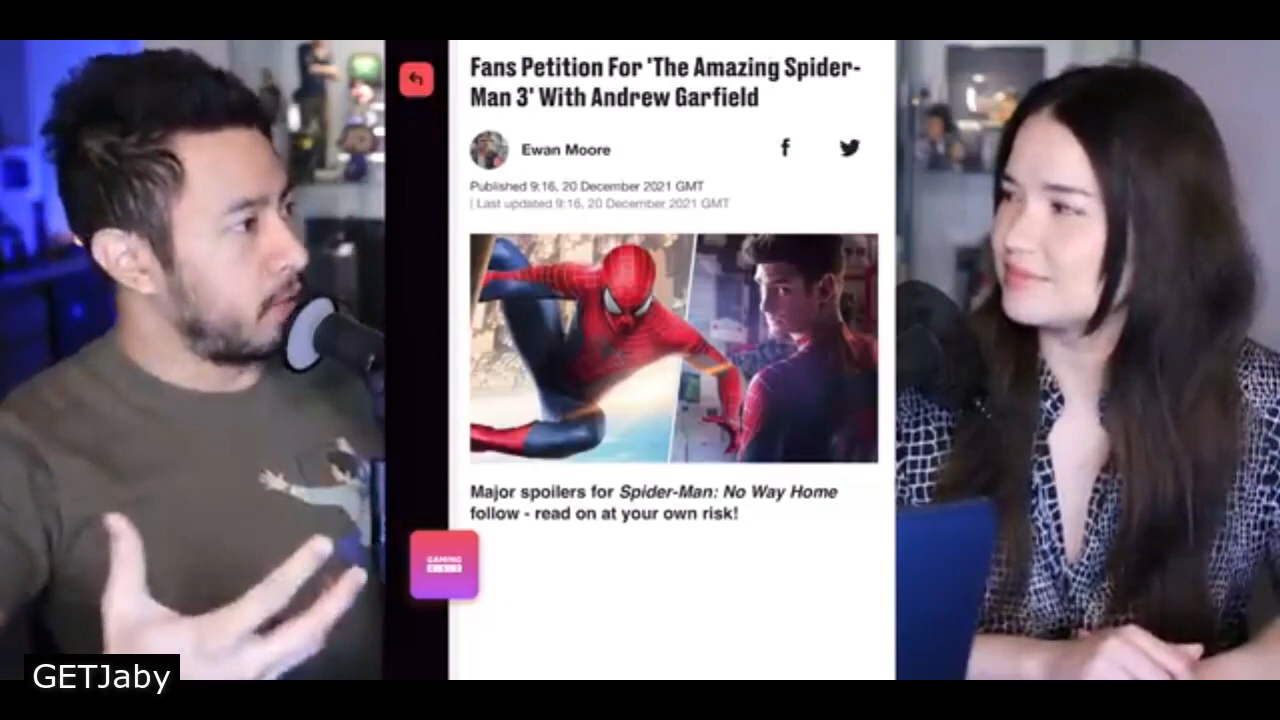 Fans Petition For 'The Amazing Spider-
Man 3' With Andrew Garfield
Ewan Moore
Published 9:16, 20 December 2021 GMT
| Last updated 9:16, 20 December 2021 GMT
Major spoilers for Spider-Man: No Way Home
follow - read on at your own risk!
GAMING
GETJaby